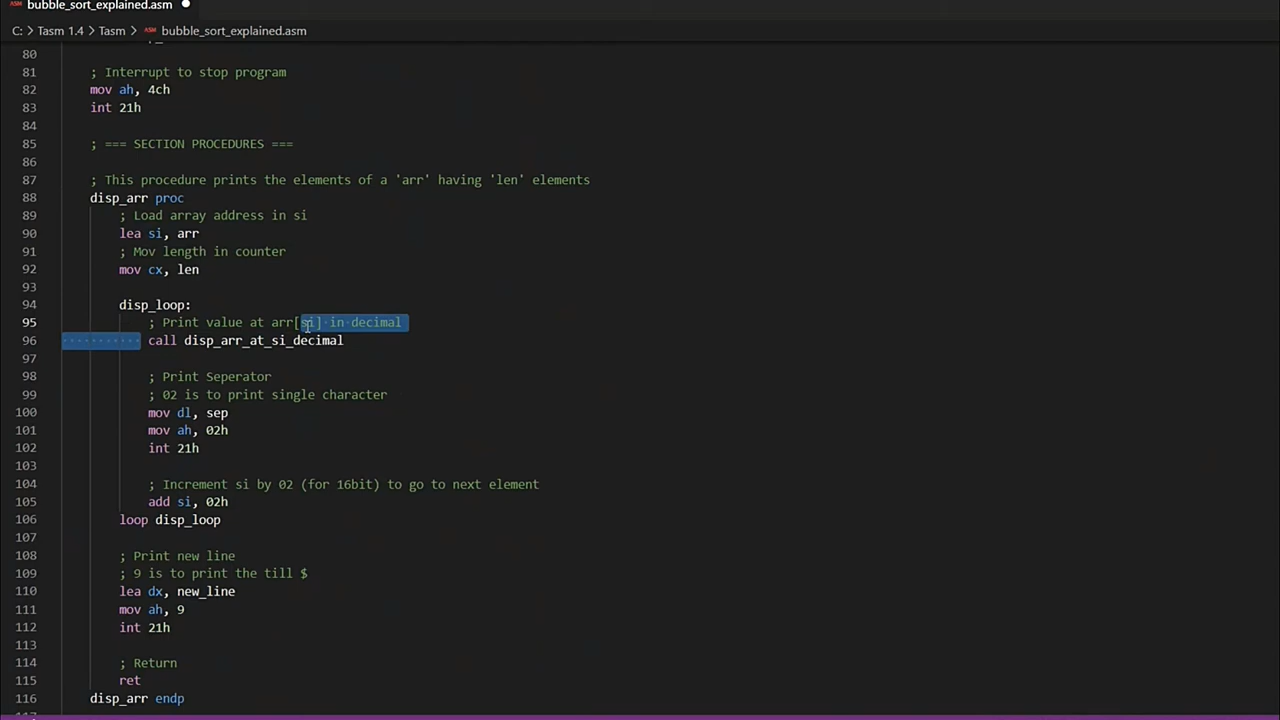 bubble_sort_explained.asm
C: > Tasm 1.4 > Tasm > bubble_sort_explained.asm
80
81 ; Interrupt to stop program
82 mov ah, 4ch
83 int 21h
84
85 ; === SECTION PROCEDURES ===
86
87 ; This procedure prints the elements of a 'arr' having 'len' elements
88 disp_arr proc
89 ; Load array address in si
90 lea si, arr
91 ; Mov length in counter
92 mov cx, len
93
94 disp_loop:
95 ; Print value at arr[si] in decimal
96 call disp_arr_at_si_decimal
97
98 ; Print Seperator
99 ; 02 is to print single character
100 mov dl, sep
101 mov ah, 02h
102 int 21h
103
104 ; Increment si by 02 (for 16bit) to go to next element
105 add si, 02h
106 loop disp_loop
107
108 ; Print new line
109 ; 9 is to print the till $
110 lea dx, new_line
111 mov ah, 9
112 int 21h
113
114 ; Return
115 ret
116 disp_arr endp